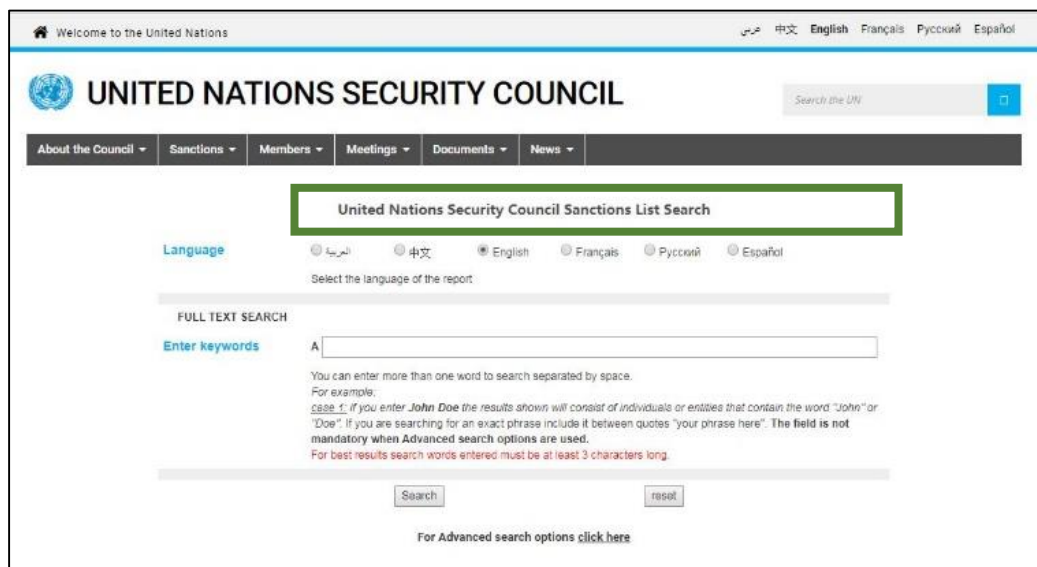 Welcome to the United Nations
عربي 中文 English Français Русский Español
UNITED NATIONS SECURITY COUNCIL
Search the UN
About the Council Sanctions Members Meetings Documents News
United Nations Security Council Sanctions List Search
Language العربية 中文 English Français Русский Español
Select the language of the report
FULL TEXT SEARCH
Enter keywords A
You can enter more than one word to search separated by space.
For example:
case 1: if you enter John Doe the results shown will consist of individuals or entities that contain the word "John" or
"Doe". If you are searching for an exact phrase include it between quotes "your phrase here". The field is not
mandatory when Advanced search options are used.
For best results search words entered must be at least 3 characters long.
Search reset
For Advanced search options click here